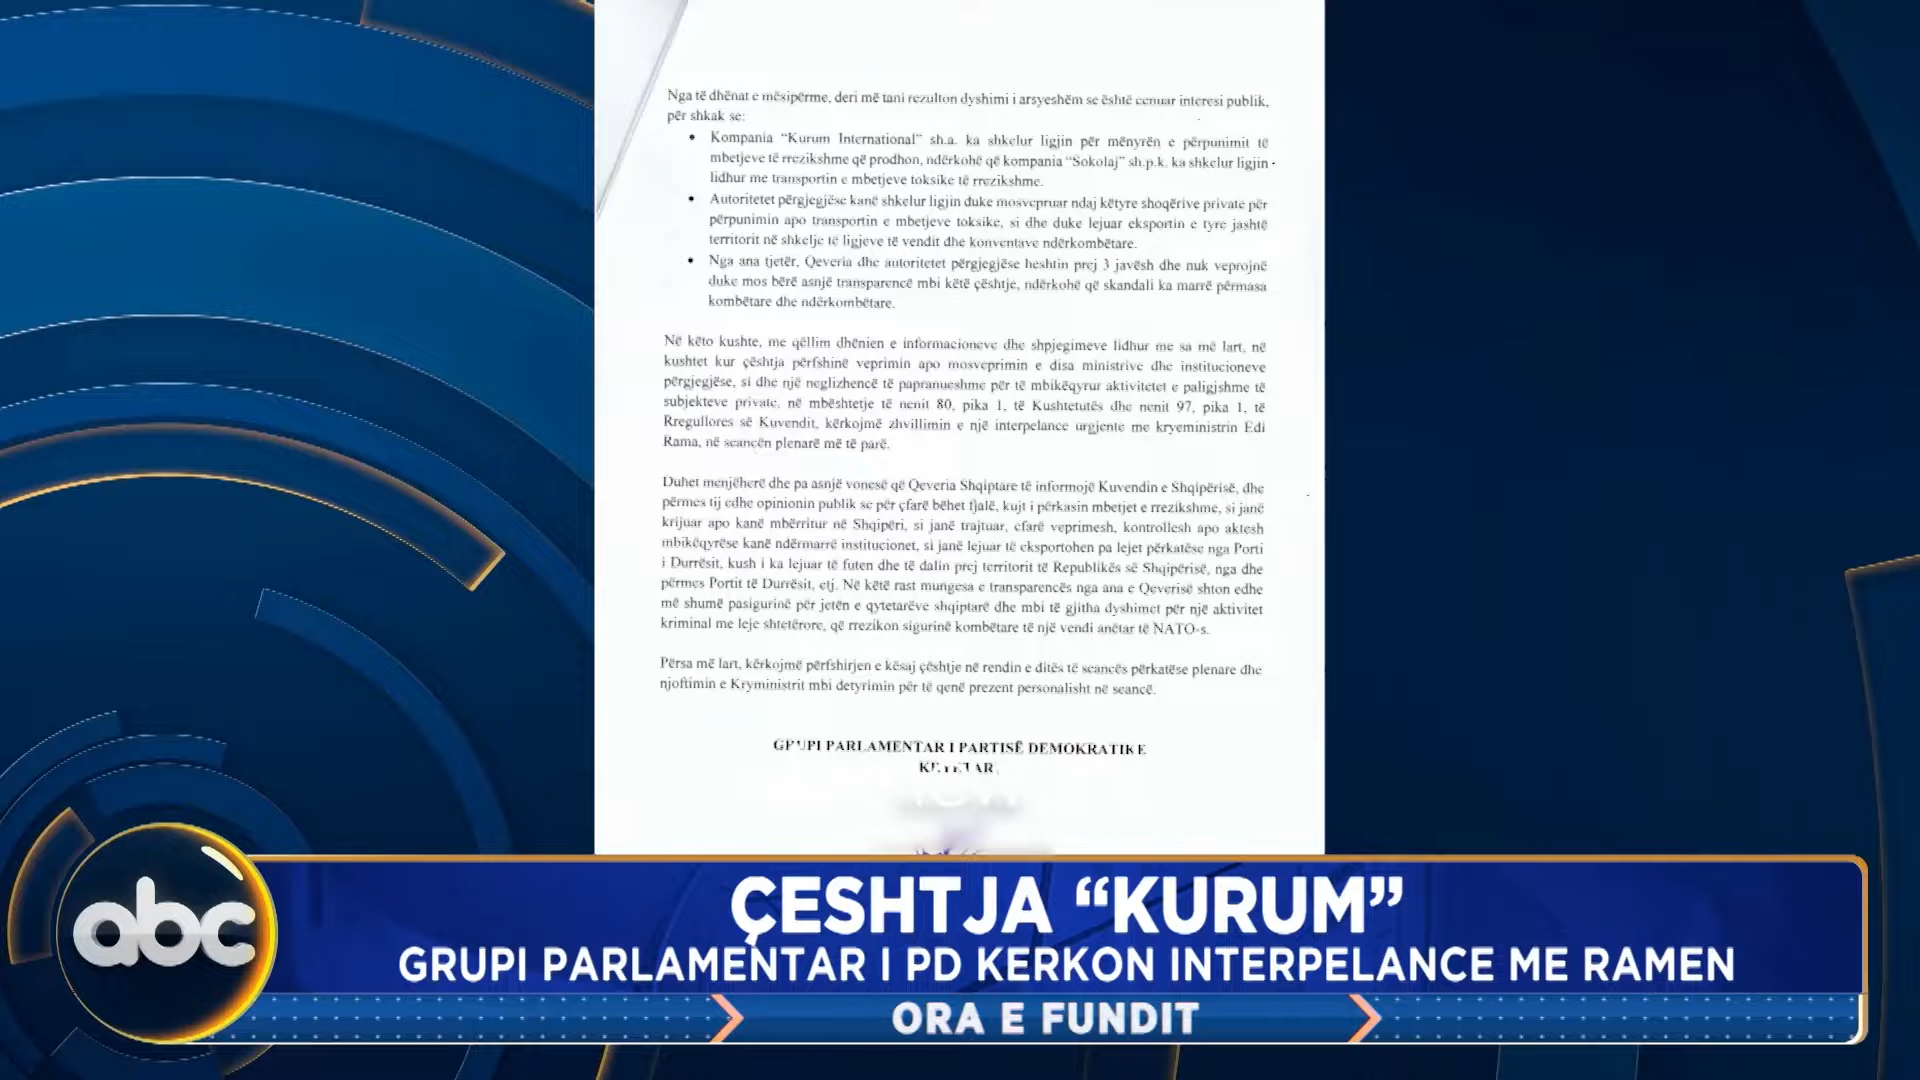 Nga të dhënat e mësipërme, deri më tani rezulton dyshimi i arsyeshëm se është cenuar interesi publik,
për shkak se:
• Kompania “Kurum International” sh.a. ka shkelur ligjin për mënyrën e përpunimit të
mbetjeve të rrezikshme që prodhon, ndërkohë që kompania “Sokolaj” sh.p.k. ka shkelur ligjin
lidhur me transportin e mbetjeve toksike të rrezikshme.
• Autoritetet përgjegjëse kanë shkelur ligjin duke mosvepruar ndaj këtyre shoqërive private për
përpunimin apo transportin e mbetjeve toksike, si dhe duke lejuar eksportin e tyre jashtë
territorit në shkelje të ligjeve të vendit dhe konventave ndërkombëtare.
• Nga ana tjetër, Qeveria dhe autoritetet përgjegjëse heshtin prej 3 javësh dhe nuk veprojnë
duke mos bërë asnjë transparencë mbi këtë çështje, ndërkohë që skandali ka marrë përmasa
kombëtare dhe ndërkombëtare.
Në këto kushte, me qëllim dhënien e informacioneve dhe shpjegimeve lidhur me sa më lart, në
kushtet kur çështja përfshinë veprimin apo mosveprimin e disa ministrive dhe institucioneve
përgjegjëse, si dhe një neglizhencë të papranueshme për të mbikëqyrur aktivitetet e paligjshme të
subjekteve private, në mbështetje të nenit 80, pika 1, të Kushtetutës dhe nenit 97, pika 1, të
Rregullores së Kuvendit, kërkojmë zhvillimin e një interpelance urgjente me kryeministrin Edi
Rama, në seancën plenarë më të parë.
Duhet menjëherë dhe pa asnjë vonesë që Qeveria Shqiptare të informojë Kuvendin e Shqipërisë, dhe
përmes tij edhe opinionin publik se për çfarë bëhet fjalë, kujt i përkasin mbetjet e rrezikshme, si janë
krijuar apo kanë mbërritur në Shqipëri, si janë trajtuar, çfarë veprimesh, kontrollesh apo aktesh
mbikëqyrëse kanë ndërmarrë institucionet, si janë lejuar të eksportohen pa lejet përkatëse nga Porti
i Durrësit, kush i ka lejuar të futen dhe të dalin prej territorit të Republikës së Shqipërisë, nga dhe
përmes Portit të Durrësit, etj. Në këtë rast mungesa e transparencës nga ana e Qeverisë shton edhe
më shumë pasigurinë për jetën e qytetarëve shqiptarë dhe mbi të gjitha dyshimet për një aktivitet
kriminal me leje shtetërore, që rrezikon sigurinë kombëtare të një vendi anëtar të NATO-s.
Përsa më lart, kërkojmë përfshirjen e kësaj çështje në rendin e ditës të seancës përkatëse plenare dhe
njoftimin e Kryministrit mbi detyrimin për të qenë prezent personalisht në seancë.
GRUPI PARLAMENTAR I PARTISË DEMOKRATIKE
abc
ÇESHTJA “KURUM”
GRUPI PARLAMENTAR I PD KERKON INTERPELANCE ME RAMEN
ORA E FUNDIT